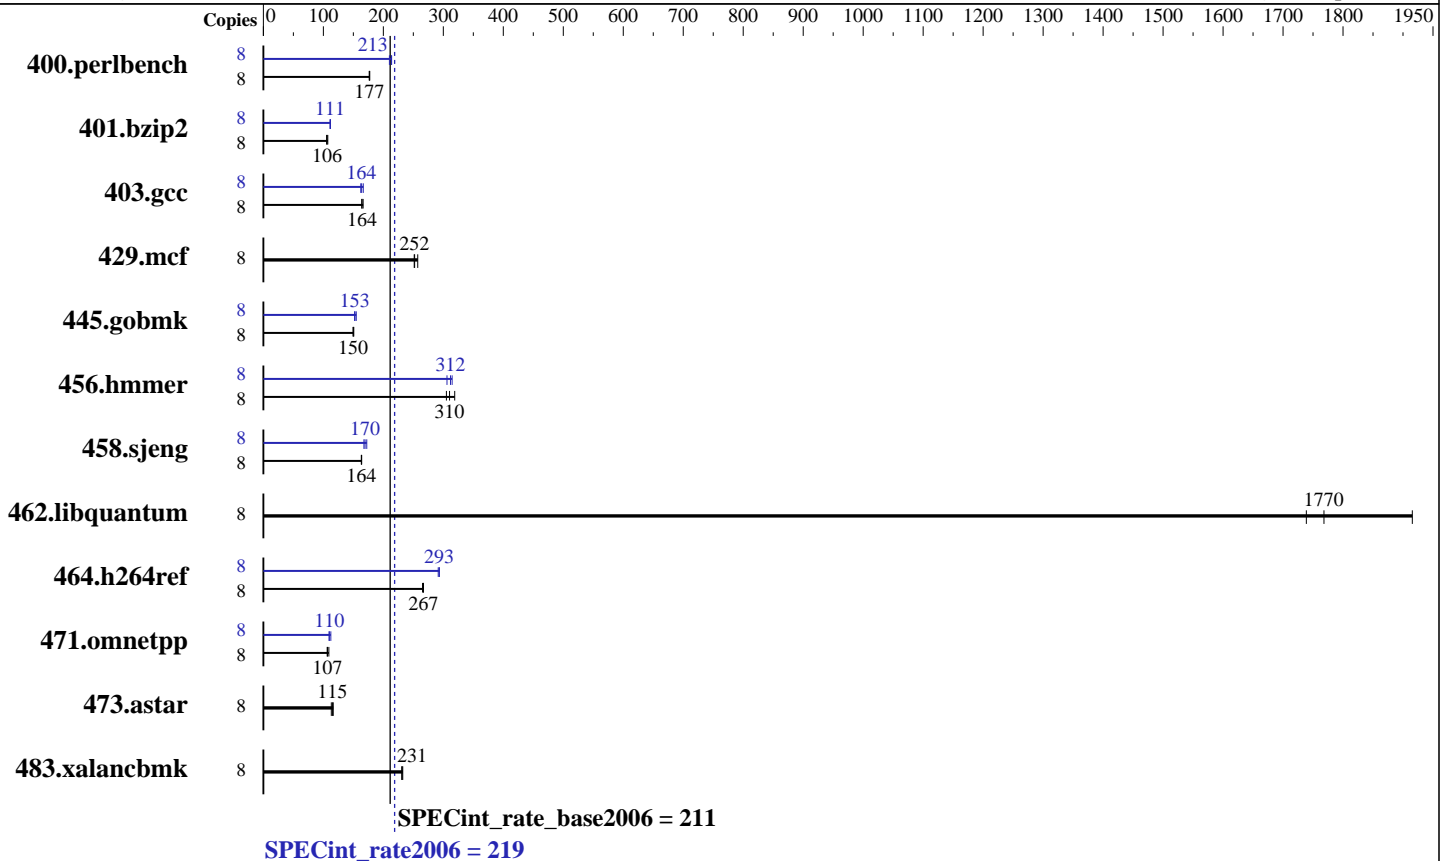 Copies 0 100 200 300 400 500 600 700 800 900 1000 1100 1200 1300 1400 1500 1600 1700 1800 1950
400.perlbench 8 213
8 177
401.bzip2 8 111
8 106
403.gcc 8 164
8 164
429.mcf 8 252
445.gobmk 8 153
8 150
456.hmmer 8 312
8 310
458.sjeng 8 170
8 164
462.libquantum 8 1770
464.h264ref 8 293
8 267
471.omnetpp 8 110
8 107
473.astar 8 115
483.xalancbmk 8 231
SPECint_rate_base2006 = 211
SPECint_rate2006 = 219